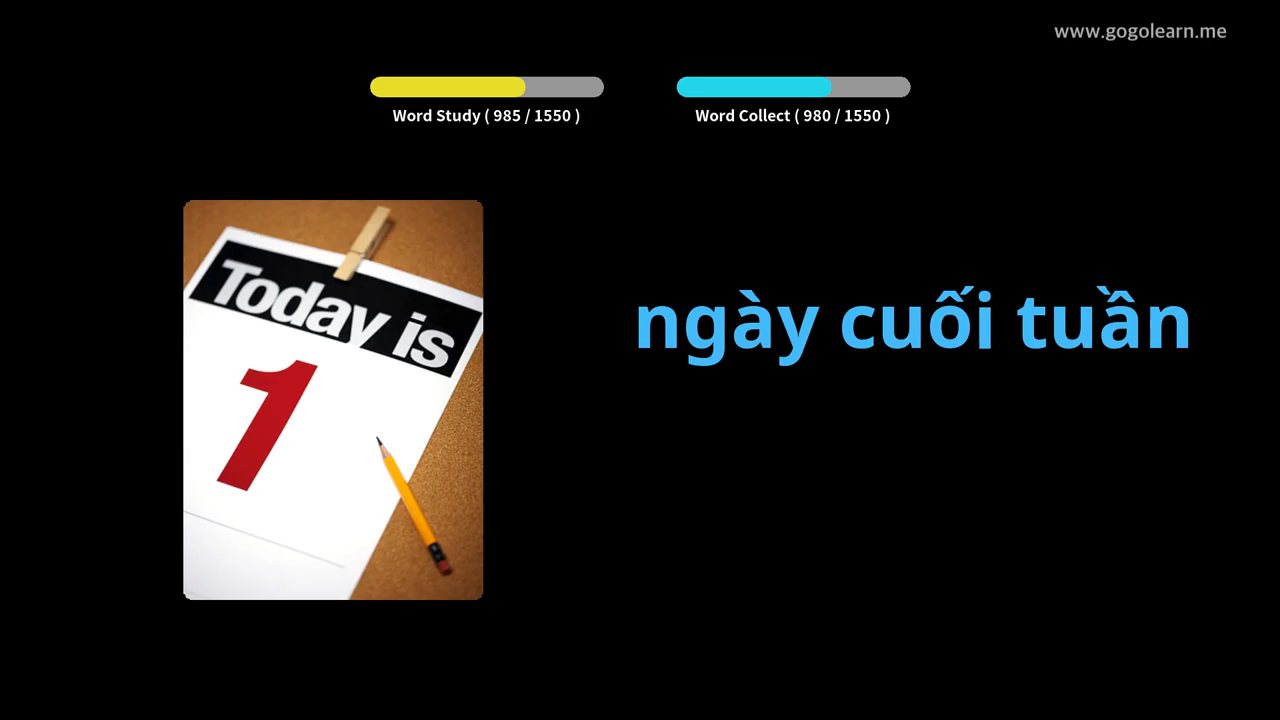 www.gogolearn.me
Word Study ( 985 / 1550 )
Word Collect ( 980 / 1550 )
Today is
1
ngày cuối tuần